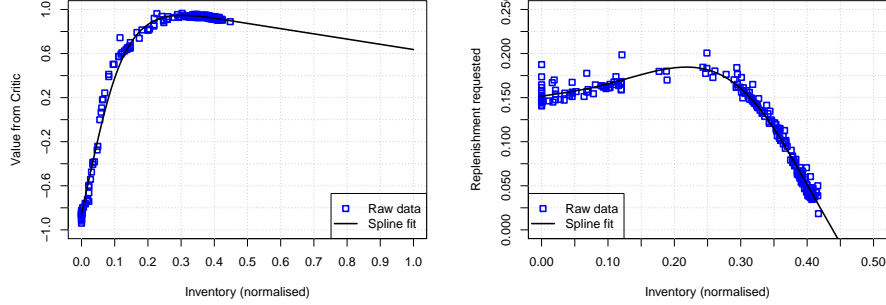 Value from Critic
1.0
0.6
0.2
-0.2
-0.6
-1.0
0.0 0.1 0.2 0.3 0.4 0.5 0.6 0.7 0.8 0.9 1.0
Inventory (normalised)
Raw data
Spline fit
Replenishment requested
0.250
0.200
0.150
0.100
0.050
0.000
0.00 0.10 0.20 0.30 0.40 0.50
Inventory (normalised)
Raw data
Spline fit